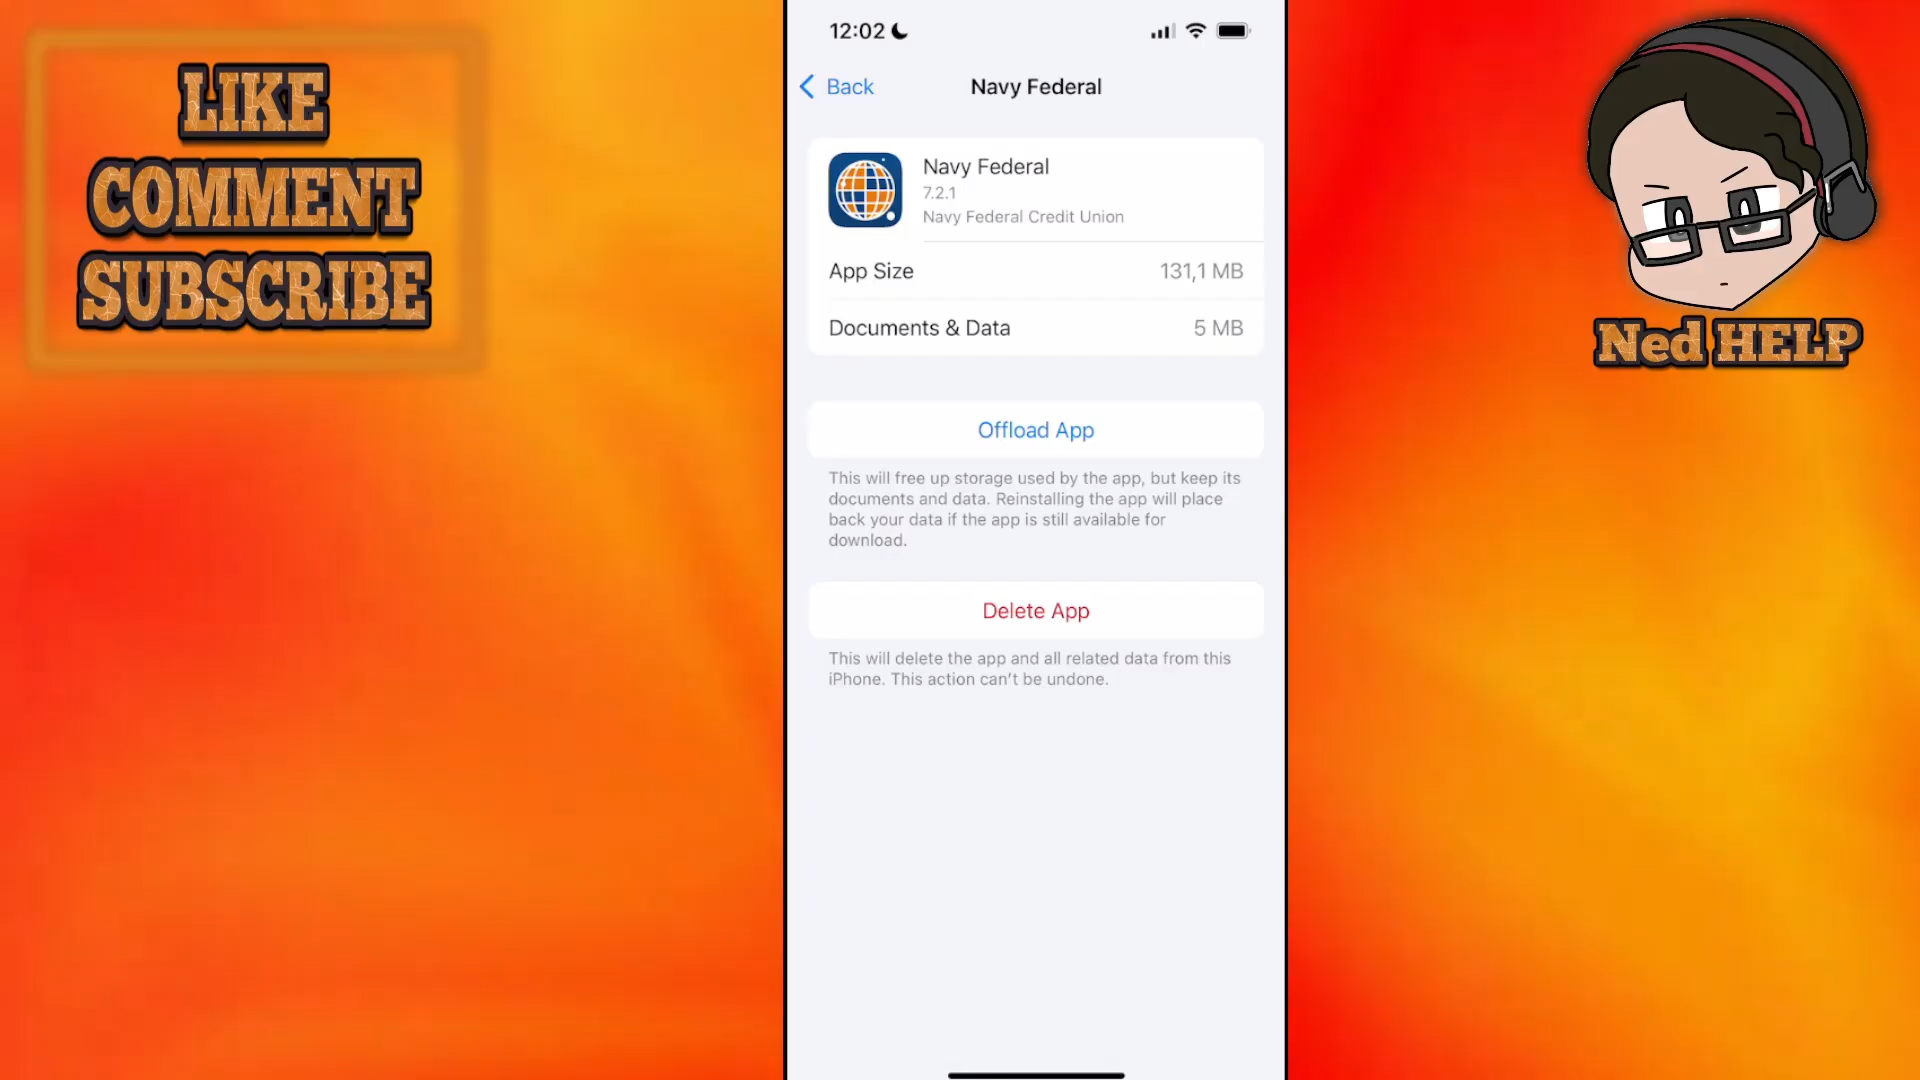 LIKE
COMMENT
SUBSCRIBE
12:02
Back
Navy Federal
Navy Federal
7.2.1
Navy Federal Credit Union
App Size 131,1 MB
Documents & Data 5 MB
Offload App
This will free up storage used by the app, but keep its
documents and data. Reinstalling the app will place
back your data if the app is still available for
download.
Delete App
This will delete the app and all related data from this
iPhone. This action can't be undone.
Ned HELP